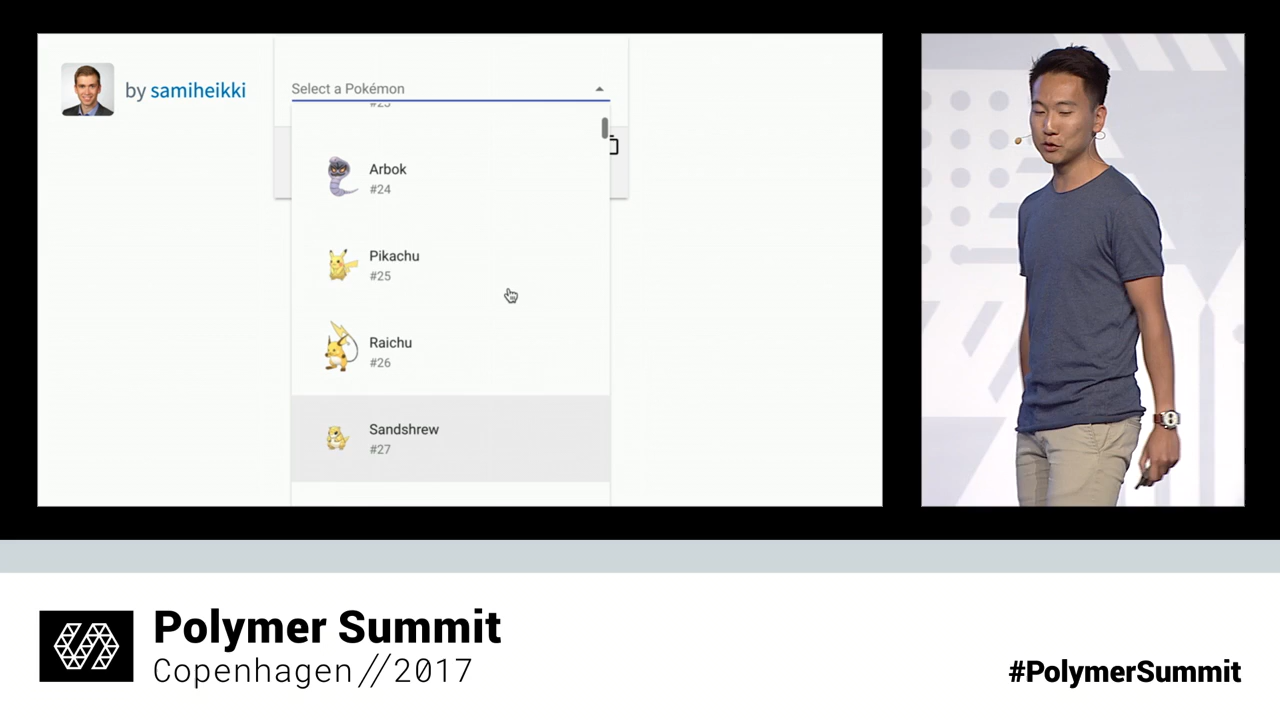 by samiheikki
Select a Pokémon
Arbok
#24
Pikachu
#25
Raichu
#26
Sandshrew
#27
Polymer Summit
Copenhagen//2017
#PolymerSummit